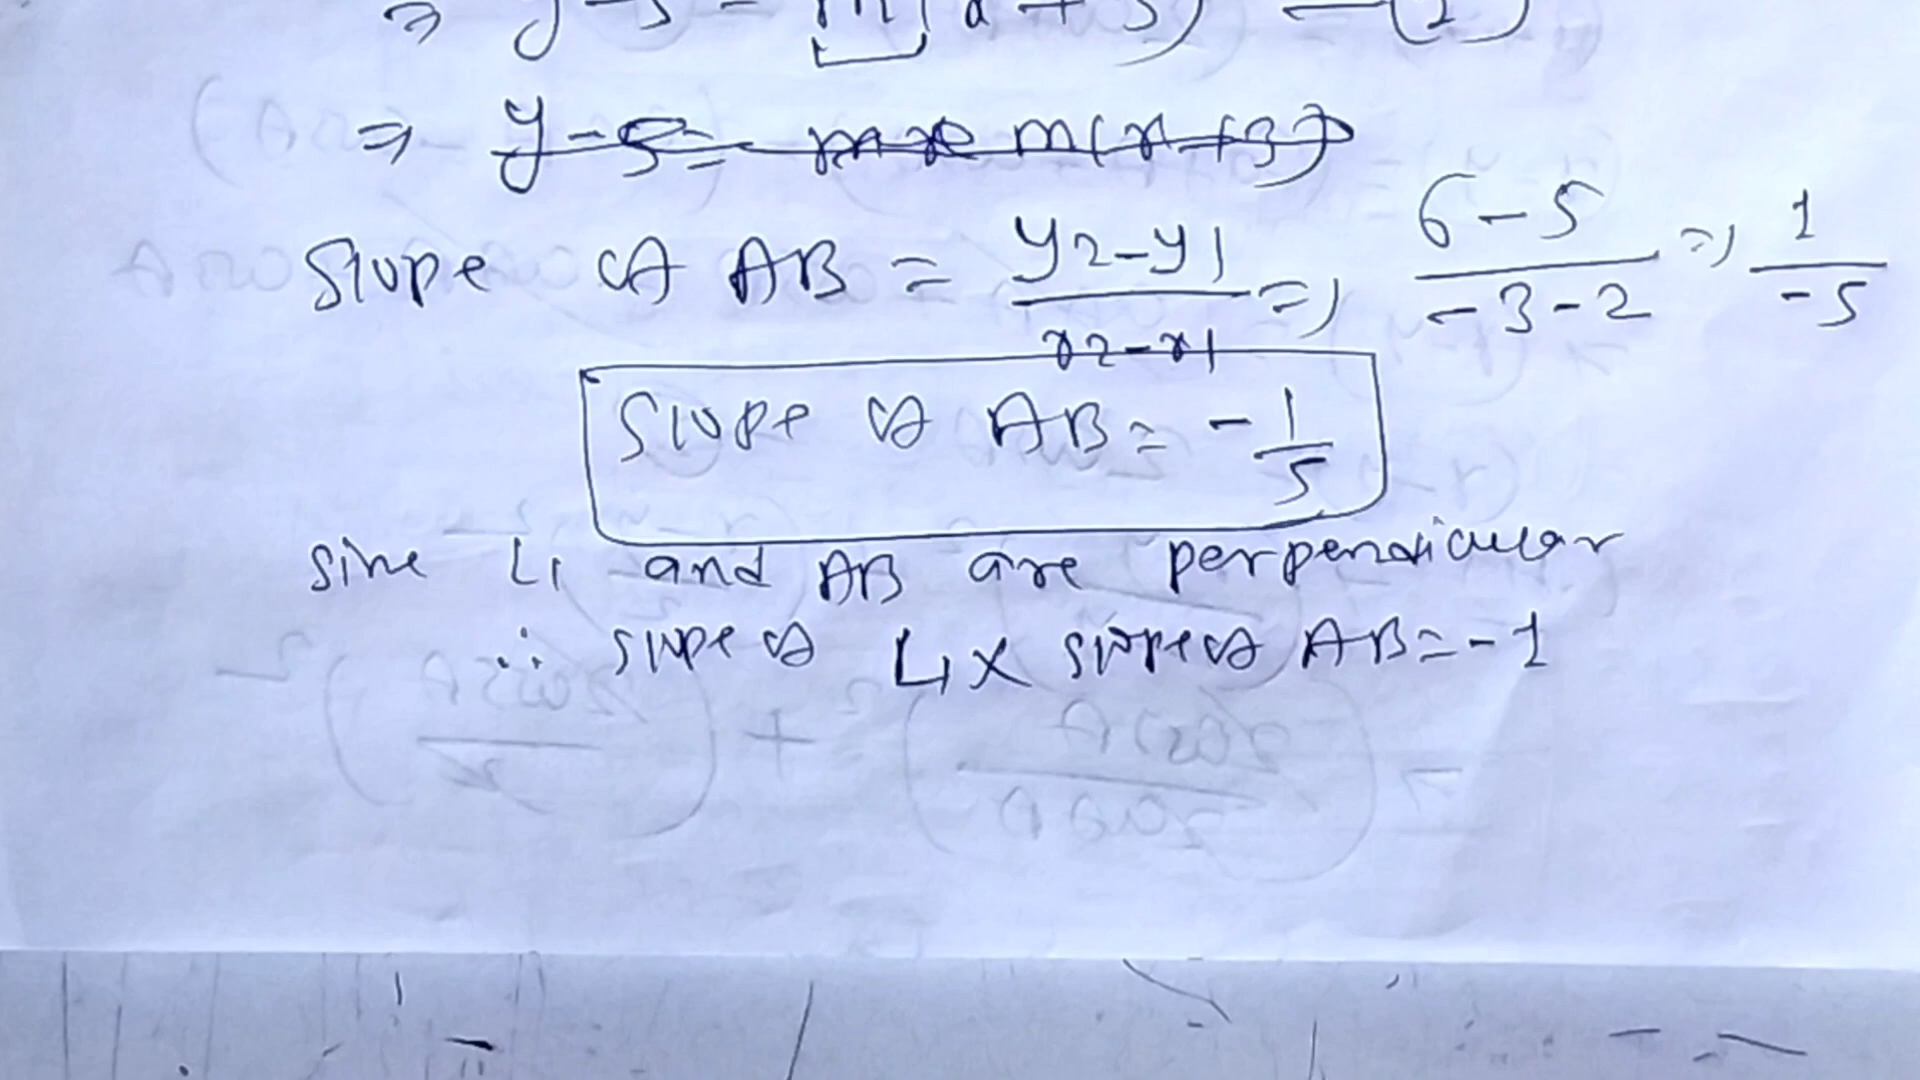 ⇒ y-5 = m(x+3) — (1)
⇒ y-5= m(x+3)
Slope of AB = y2-y1/x2-x1 ⇒ 6-5/-3-2 ⇒ 1/-5
Slope of AB = -1/5
sine L1 and AB are perpendicular
∴ slope of L1 x slope of AB = -1